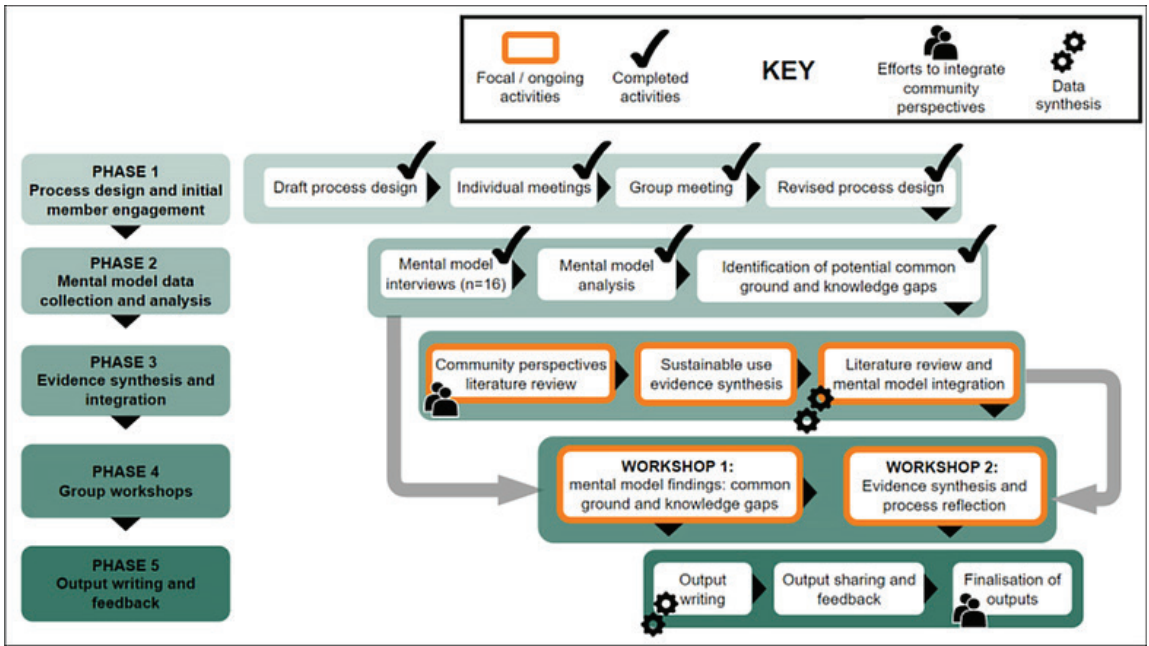 Focal / ongoing
activities
Completed
activities
KEY
Efforts to integrate
community
perspectives
Data
synthesis
PHASE 1
Process design and initial
member engagement
Draft process design
Individual meetings
Group meeting
Revised process design
PHASE 2
Mental model data
collection and analysis
Mental model
interviews (n=16)
Mental model
analysis
Identification of potential common
ground and knowledge gaps
PHASE 3
Evidence synthesis and
integration
Community perspectives
literature review
Sustainable use
evidence synthesis
Literature review and
mental model integration
PHASE 4
Group workshops
WORKSHOP 1:
mental model findings: common
ground and knowledge gaps
WORKSHOP 2:
Evidence synthesis and
process reflection
PHASE 5
Output writing and
feedback
Output
writing
Output sharing and
feedback
Finalisation of
outputs